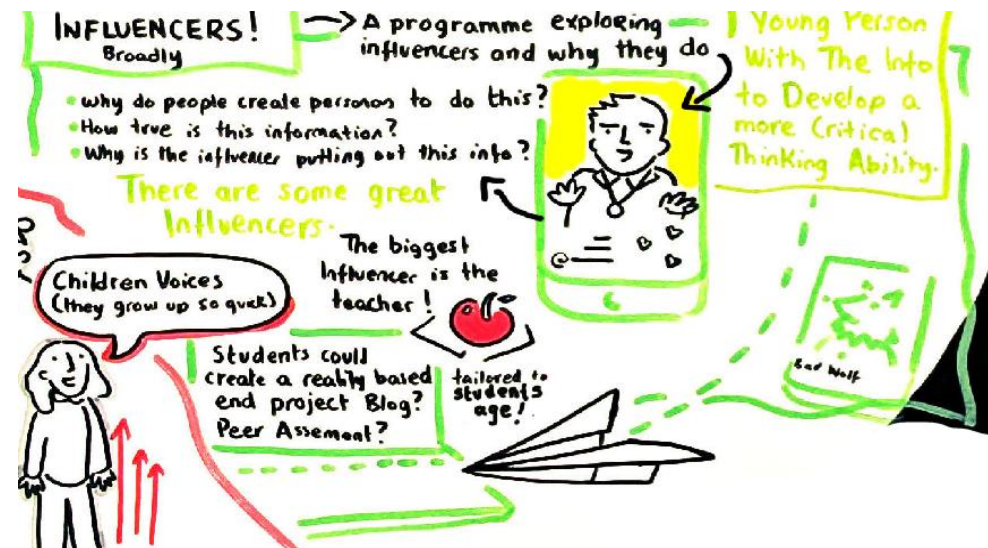 INFLUENCERS!
Broadly
A programme exploring
influencers and why they do
Young Person
With The Info
to Develop a
more Critical
Thinking Ability.
• Why do people create personas to do this?
• How true is this information?
• Why is the influencer putting out this info?
There are some great
Influencers.
The biggest
Influencer is the
teacher!
Children Voices
(they grow up so quick)
Students could
create a reality based
end project Blog?
Peer Assement?
tailored to
students
age!
Bad Wolf